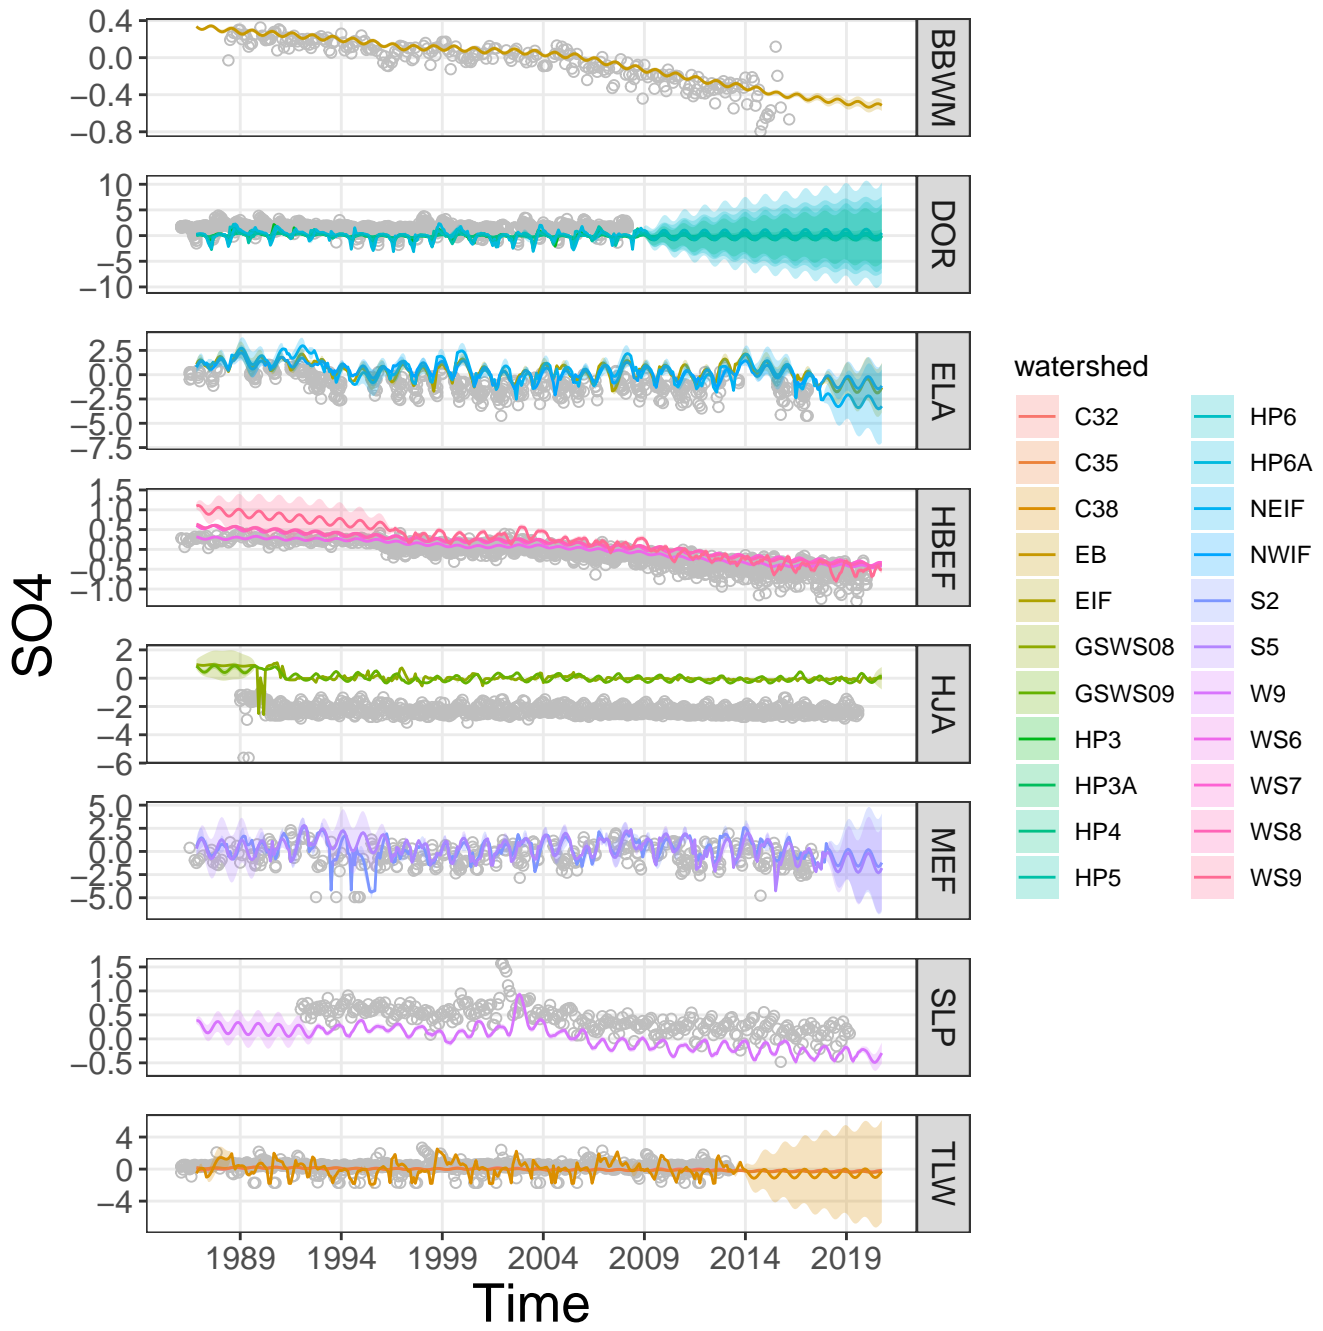 SO4
0.4
0.0
−0.4
−0.8
BBWM
10
5
0
−5
−10
DOR
2.5
0.0
−2.5
−5.0
−7.5
ELA
1.5
1.0
0.5
0.0
−0.5
−1.0
HBEF
2
0
−2
−4
−6
HJA
5.0
2.5
0.0
−2.5
−5.0
MEF
1.5
1.0
0.5
0.0
−0.5
SLP
4
0
−4
TLW
1989 1994 1999 2004 2009 2014 2019
Time
watershed
C32
C35
C38
EB
EIF
GSWS08
GSWS09
HP3
HP3A
HP4
HP5
HP6
HP6A
NEIF
NWIF
S2
S5
W9
WS6
WS7
WS8
WS9